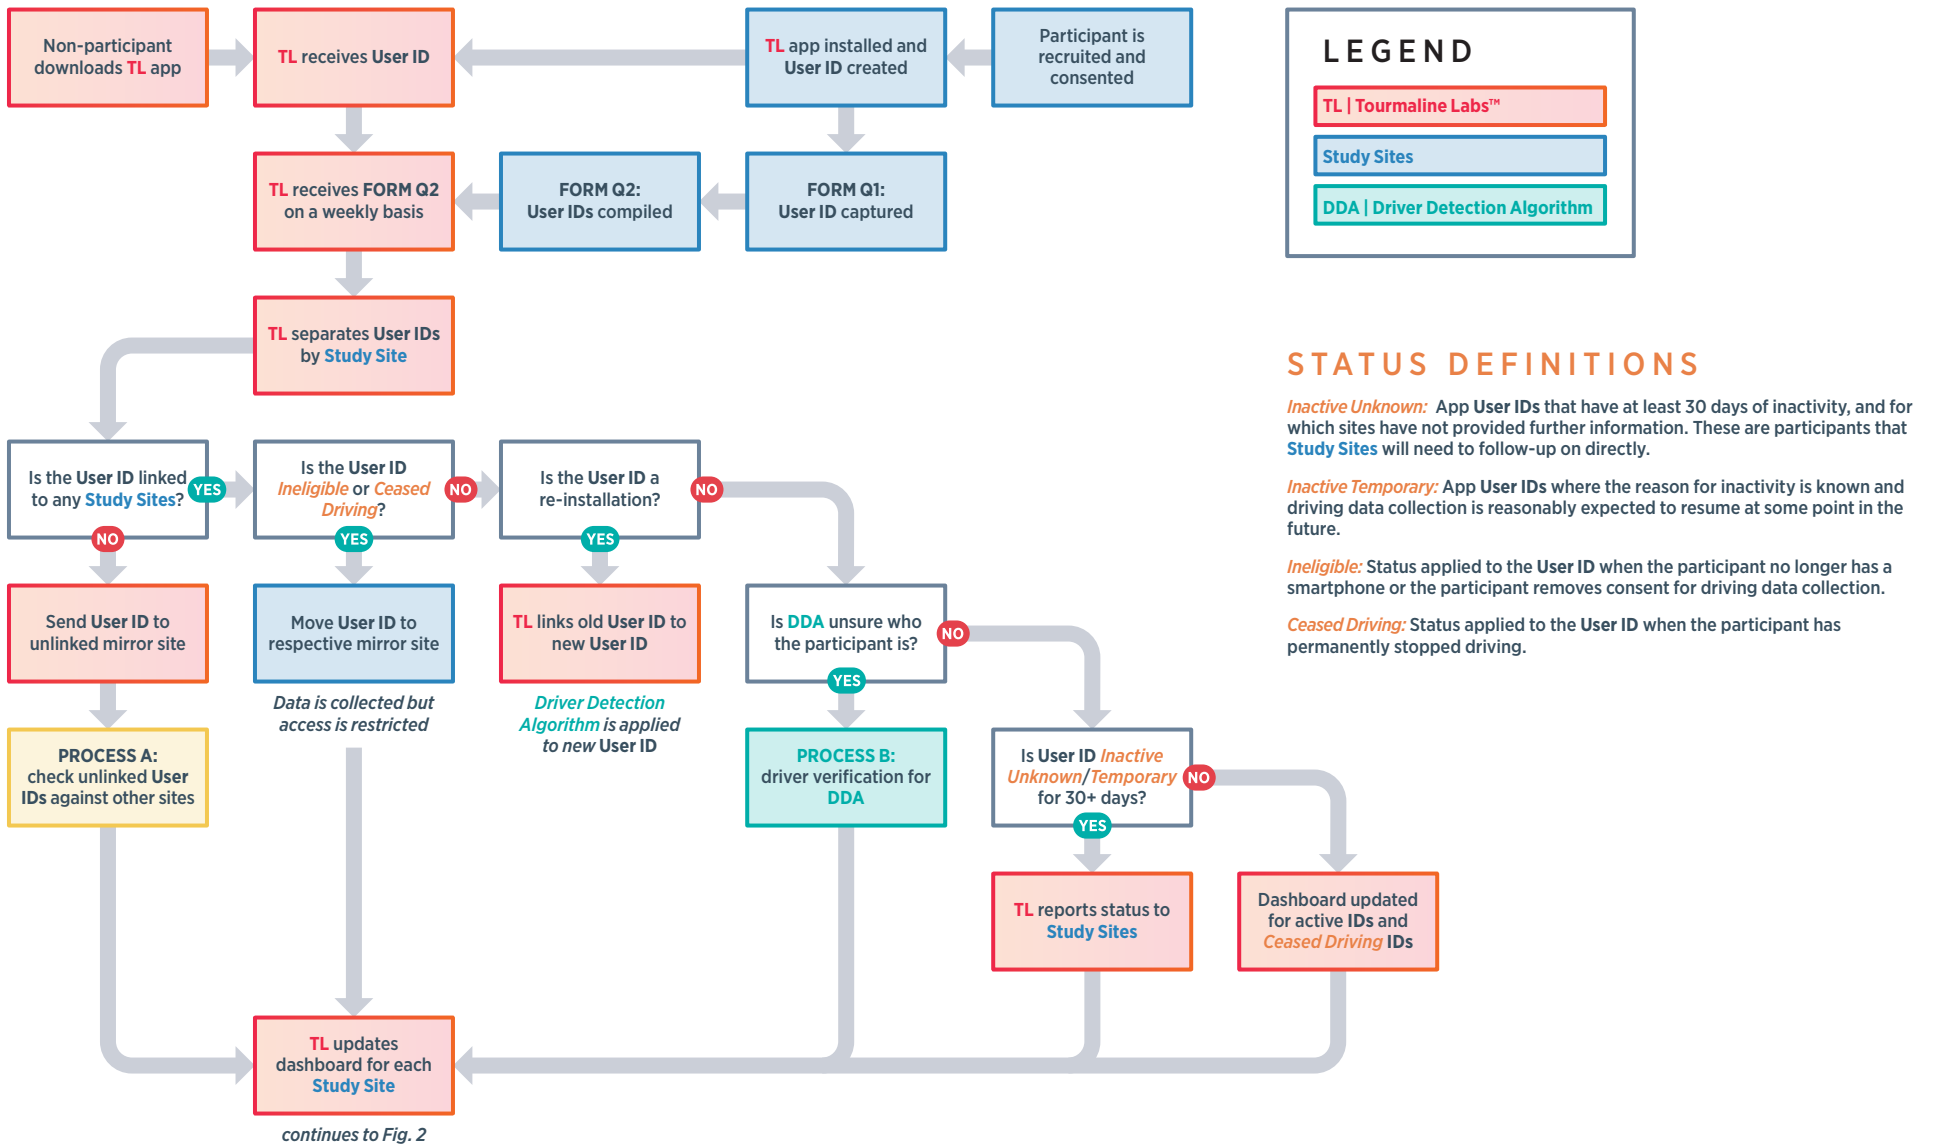 Non-participant
downloads TL app
TL receives User ID
TL app installed and
User ID created
Participant is
recruited and
consented
LEGEND
TL | Tourmaline Labs™
Study Sites
DDA | Driver Detection Algorithm
TL receives FORM Q2
on a weekly basis
FORM Q2:
User IDs compiled
FORM Q1:
User ID captured
TL separates User IDs
by Study Site
STATUS DEFINITIONS
Inactive Unknown: App User IDs that have at least 30 days of inactivity, and for
which sites have not provided further information. These are participants that
Study Sites will need to follow-up on directly.
Inactive Temporary: App User IDs where the reason for inactivity is known and
driving data collection is reasonably expected to resume at some point in the
future.
Ineligible: Status applied to the User ID when the participant no longer has a
smartphone or the participant removes consent for driving data collection.
Ceased Driving: Status applied to the User ID when the participant has
permanently stopped driving.
Is the User ID linked
to any Study Sites?
YES
NO
Is the User ID
Ineligible or Ceased
Driving?
NO
YES
Is the User ID a
re-installation?
NO
YES
Send User ID to
unlinked mirror site
Move User ID to
respective mirror site
Data is collected but
access is restricted
TL links old User ID to
new User ID
Driver Detection
Algorithm is applied
to new User ID
Is DDA unsure who
the participant is?
NO
YES
PROCESS A:
check unlinked User
IDs against other sites
PROCESS B:
driver verification for
DDA
Is User ID Inactive
Unknown/Temporary
for 30+ days?
NO
YES
TL reports status to
Study Sites
Dashboard updated
for active IDs and
Ceased Driving IDs
TL updates
dashboard for each
Study Site
continues to Fig. 2